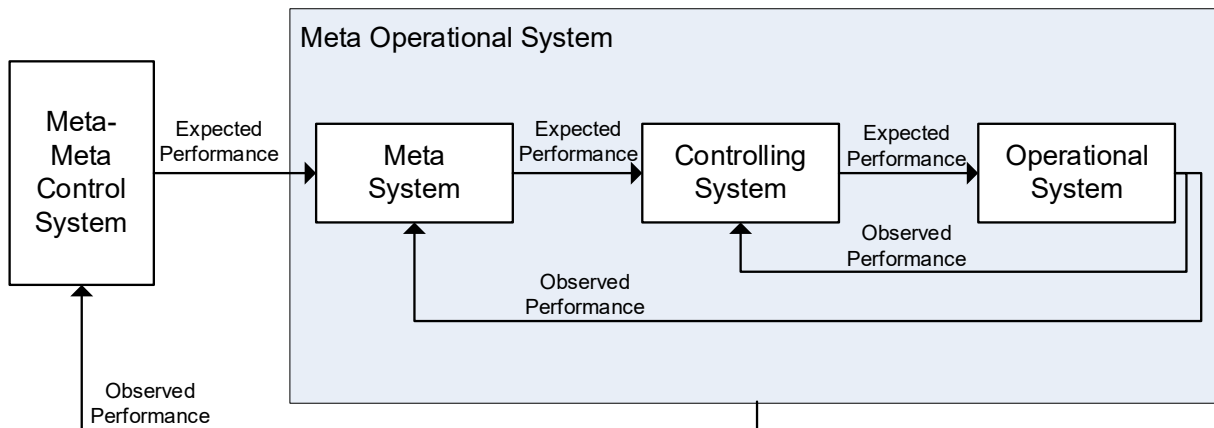 Meta Operational System
Meta-
Meta
Control
System
Expected
Performance
Meta
System
Expected
Performance
Controlling
System
Expected
Performance
Operational
System
Observed
Performance
Observed
Performance
Observed
Performance